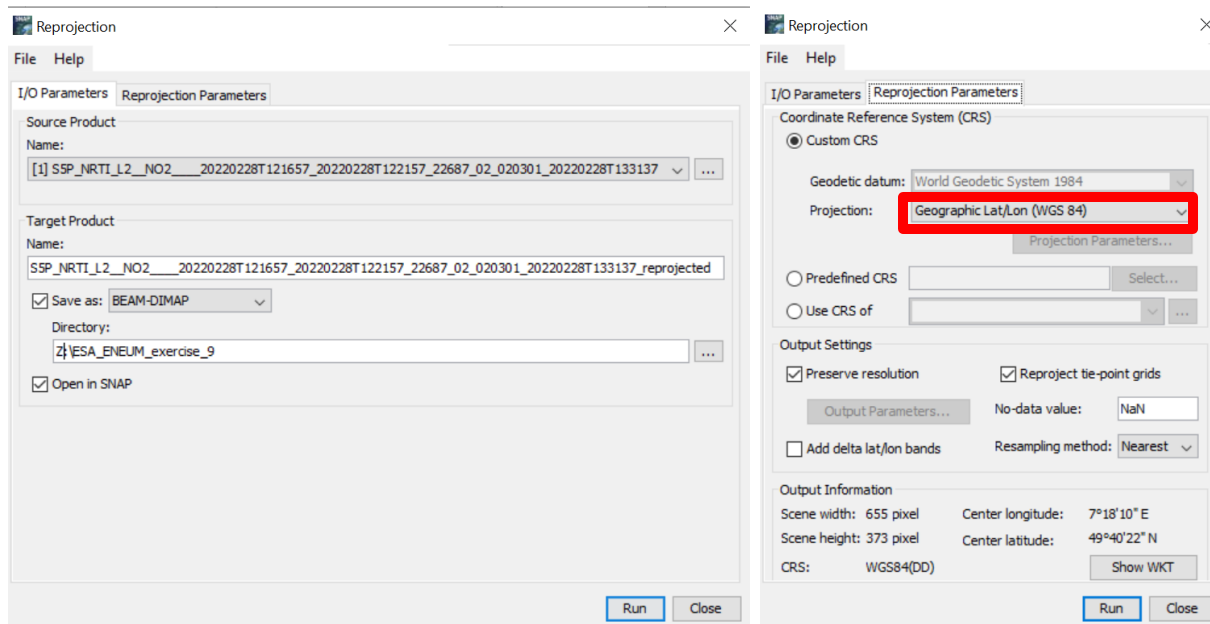 Reprojection
File Help
I/O Parameters Reprojection Parameters
Source Product
Name:
[1] S5P_NRTI_L2__NO2____20220228T121657_20220228T122157_22687_02_020301_20220228T133137 ...
Target Product
Name:
S5P_NRTI_L2__NO2____20220228T121657_20220228T122157_22687_02_020301_20220228T133137_reprojected
Save as: BEAM-DIMAP
Directory:
Z:\ESA_ENEUM_exercise_9 ...
Open in SNAP
Run Close
Reprojection
File Help
I/O Parameters Reprojection Parameters
Coordinate Reference System (CRS)
Custom CRS
Geodetic datum: World Geodetic System 1984
Projection: Geographic Lat/Lon (WGS 84)
Projection Parameters...
Predefined CRS Select...
Use CRS of ...
Output Settings
Preserve resolution Reproject tie-point grids
Output Parameters... No-data value: NaN
Add delta lat/lon bands Resampling method: Nearest
Output Information
Scene width: 655 pixel Center longitude: 7°18'10" E
Scene height: 373 pixel Center latitude: 49°40'22" N
CRS: WGS84(DD) Show WKT
Run Close